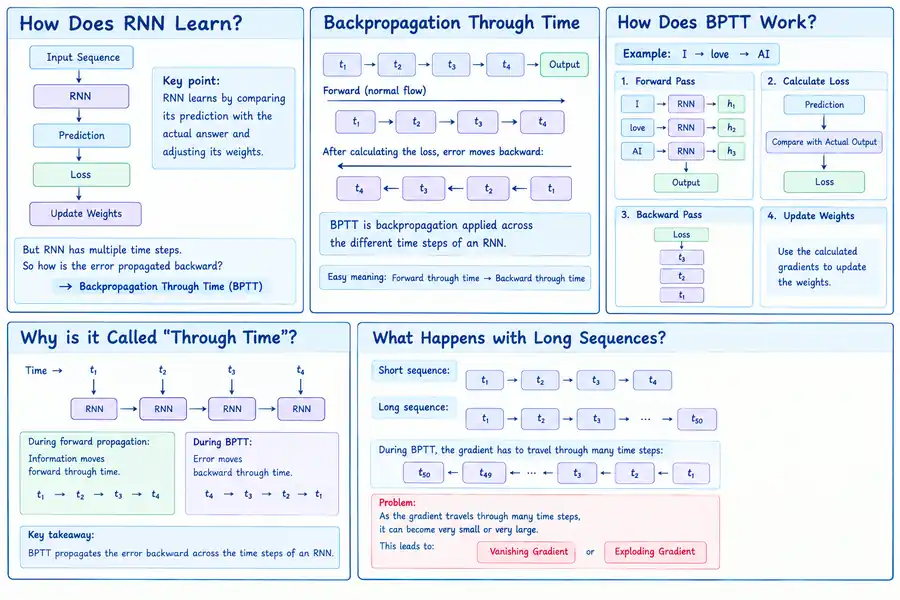 How Does RNN Learn?
Input Sequence
RNN
Prediction
Loss
Update Weights
Key point:
RNN learns by comparing
its prediction with the
actual answer and
adjusting its weights.
But RNN has multiple time steps.
So how is the error propagated backward?
→ Backpropagation Through Time (BPTT)
Backpropagation Through Time
t₁ → t₂ → t₃ → t₄ → Output
Forward (normal flow)
t₁ → t₂ → t₃ → t₄
After calculating the loss, error moves backward:
t₄ ← t₃ ← t₂ ← t₁
BPTT is backpropagation applied across
the different time steps of an RNN.
Easy meaning: Forward through time → Backward through time
How Does BPTT Work?
Example: I → love → AI
1. Forward Pass
I → RNN → h₁
love → RNN → h₂
AI → RNN → h₃
Output
2. Calculate Loss
Prediction
Compare with Actual Output
Loss
3. Backward Pass
Loss
t₃
t₂
t₁
4. Update Weights
Use the calculated
gradients to update
the weights.
Why is it Called “Through Time”?
Time → t₁ t₂ t₃ t₄
RNN → RNN → RNN → RNN
During forward propagation:
Information moves
forward through time.
t₁ → t₂ → t₃ → t₄
During BPTT:
Error moves
backward through time.
t₄ → t₃ → t₂ → t₁
Key takeaway:
BPTT propagates the error backward across the time steps of an RNN.
What Happens with Long Sequences?
Short sequence: t₁ → t₂ → t₃ → t₄
Long sequence: t₁ → t₂ → t₃ → ... → t₅₀
During BPTT, the gradient has to travel through many time steps:
t₅₀ ← t₄₉ ← ... ← t₃ ← t₂ ← t₁
Problem:
As the gradient travels through many time steps,
it can become very small or very large.
This leads to: Vanishing Gradient or Exploding Gradient